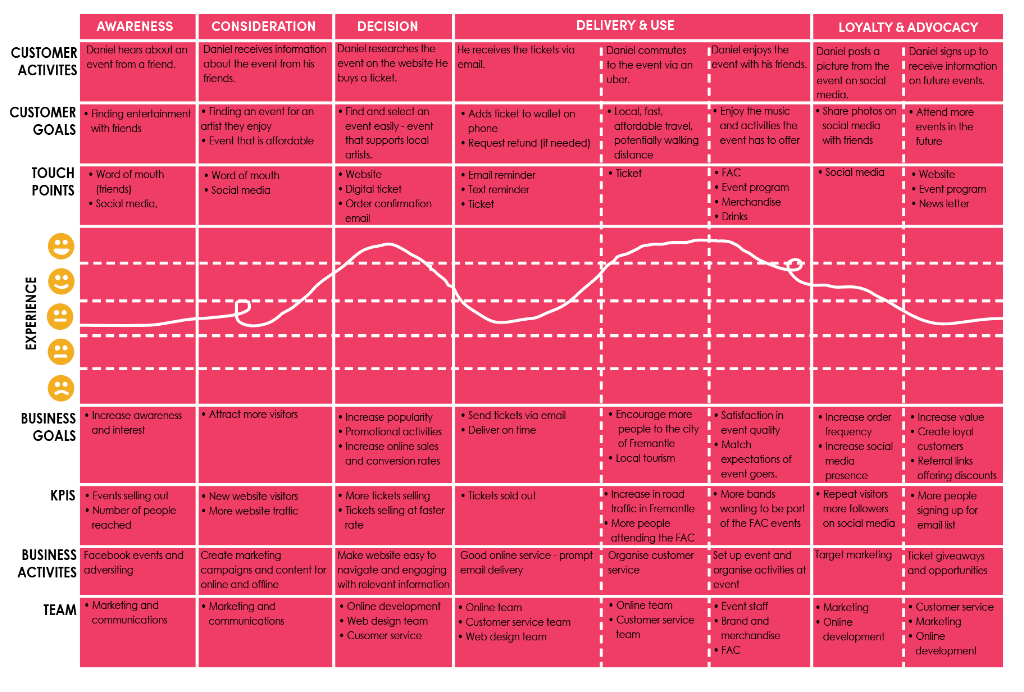 AWARENESS
CONSIDERATION
DECISION
DELIVERY & USE
LOYALTY & ADVOCACY
CUSTOMER
ACTIVITES
Daniel hears about an
event from a friend.
Daniel receives information
about the event from his
friends.
Daniel researches the
event on the website He
buys a ticket.
He receives the tickets via
email.
Daniel commutes
to the event via an
uber.
Daniel enjoys the
event with his friends.
Daniel posts a
picture from the
event on social
media.
Daniel signs up to
receive information
on future events.
CUSTOMER
GOALS
• Finding entertainment
with friends
• Finding an event for an
artist they enjoy
• Event that is affordable
• Find and select an
event easily - event
that supports local
artists.
• Adds ticket to wallet on
phone
• Request refund (if needed)
• Local, fast,
affordable travel,
potentially walking
distance
• Enjoy the music
and activities the
event has to offer
• Share photos on
social media
with friends
• Attend more
events in the
future
TOUCH
POINTS
• Word of mouth
(friends)
• Social media,
• Word of mouth
• Social media
• Website
• Digital ticket
• Order confirmation
email
• Email reminder
• Text reminder
• Ticket
• Ticket
• FAC
• Event program
• Merchandise
• Drinks
• Social media
• Website
• Event program
• News letter
EXPERIENCE
BUSINESS
GOALS
• Increase awareness
and interest
• Attract more visitors
• Increase popularity
• Promotional activities
• Increase online sales
and conversion rates
• Send tickets via email
• Deliver on time
• Encourage more
people to the city
of Fremantle
• Local tourism
• Satisfaction in
event quality
• Match
expectations of
event goers.
• Increase order
frequency
• Increase social
media
presence
• Increase value
• Create loyal
customers
• Referral links
offering discounts
KPIS
• Events selling out
• Number of people
reached
• New website visitors
• More website traffic
• More tickets selling
• Tickets selling at faster
rate
• Tickets sold out
• Increase in road
traffic in Fremantle
• More people
attending the FAC
• More bands
wanting to be part
of the FAC events
• Repeat visitors
more followers
on social media
• More people
signing up for
email list
BUSINESS
ACTIVITES
Facebook events and
adversiting
Create marketing
campaigns and content for
online and offline
Make website easy to
navigate and engaging
with relevant information
Good online service - prompt
email delivery
Organise customer
service
Set up event and
organise activities at
event
Target marketing
Ticket giveaways
and opportunities
TEAM
• Marketing and
communications
• Marketing and
communications
• Online development
• Web design team
• Cusomer service
• Online team
• Customer service team
• Web design team
• Online team
• Customer service
team
• Event staff
• Brand and
merchandise
• FAC
• Marketing
• Online
development
• Customer service
• Marketing
• Online
development